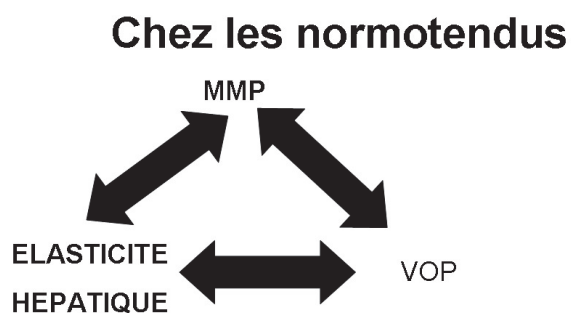 Chez les normotendus
MMP
ELASTICITE
HEPATIQUE
VOP